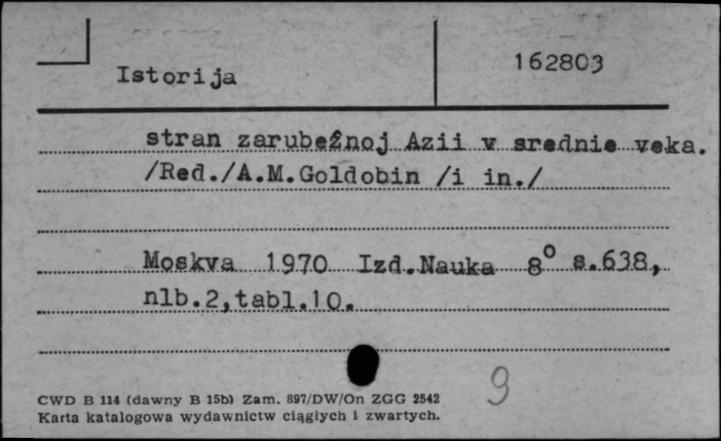 Istorija
162803
stran zarubežnoj Azii v srednie veka.
/Red./A.M.Goldobin /i in./
Moskva 1970 Izd.Nauka 8° s.638,
nlb.2,tabl.10.
9
CWD B 114 (dawny B 15b) Zam. 897/DW/On ZGG 2542
Karta katalogowa wydawnictw ciągłych i zwartych.